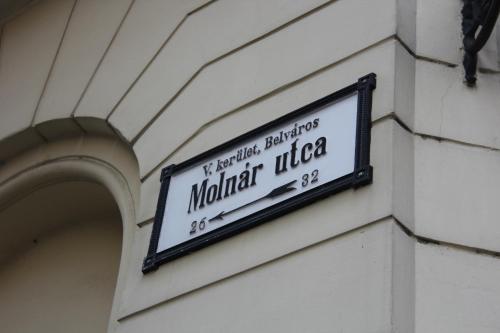 V. kerület, Belváros
Molnár utca
26 32